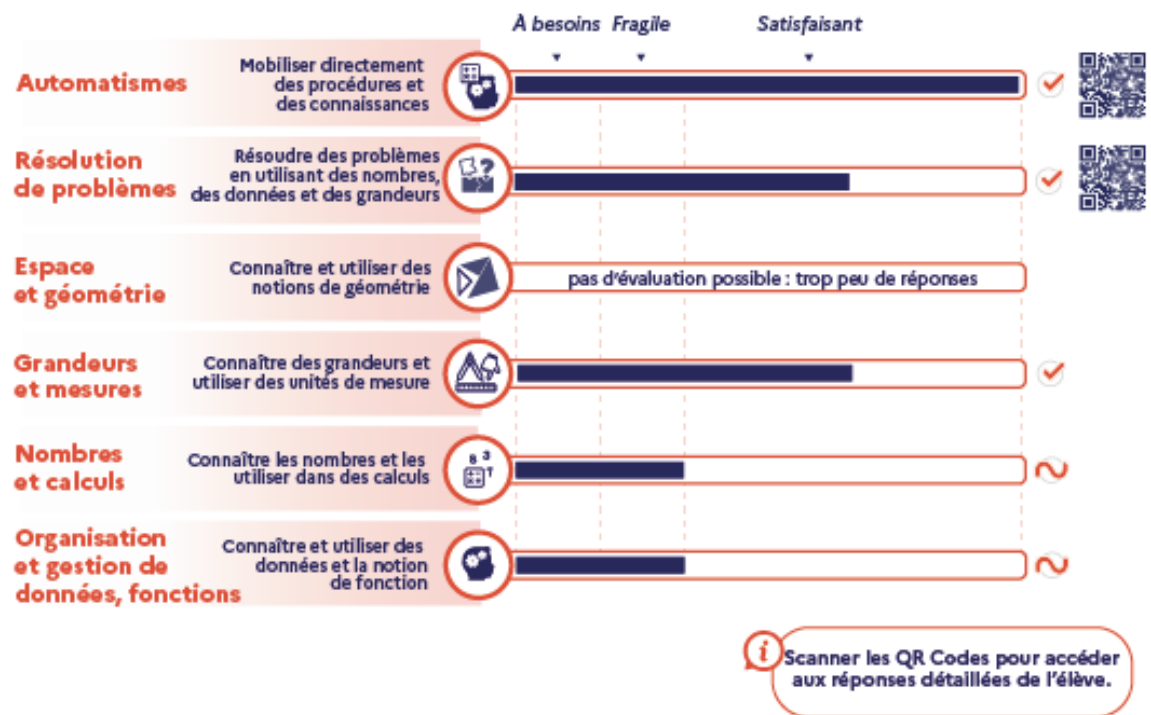 À besoins Fragile Satisfaisant
Automatismes
Mobiliser directement
des procédures et
des connaissances
Résolution
de problèmes
Résoudre des problèmes
en utilisant des nombres,
des données et des grandeurs
Espace
et géométrie
Connaître et utiliser des
notions de géométrie
pas d'évaluation possible : trop peu de réponses
Grandeurs
et mesures
Connaître des grandeurs et
utiliser des unités de mesure
Nombres
et calculs
Connaître les nombres et les
utiliser dans des calculs
8 3
Organisation
et gestion de
données, fonctions
Connaître et utiliser des
données et la notion
de fonction
i
Scanner les QR Codes pour accéder
aux réponses détaillées de l'élève.